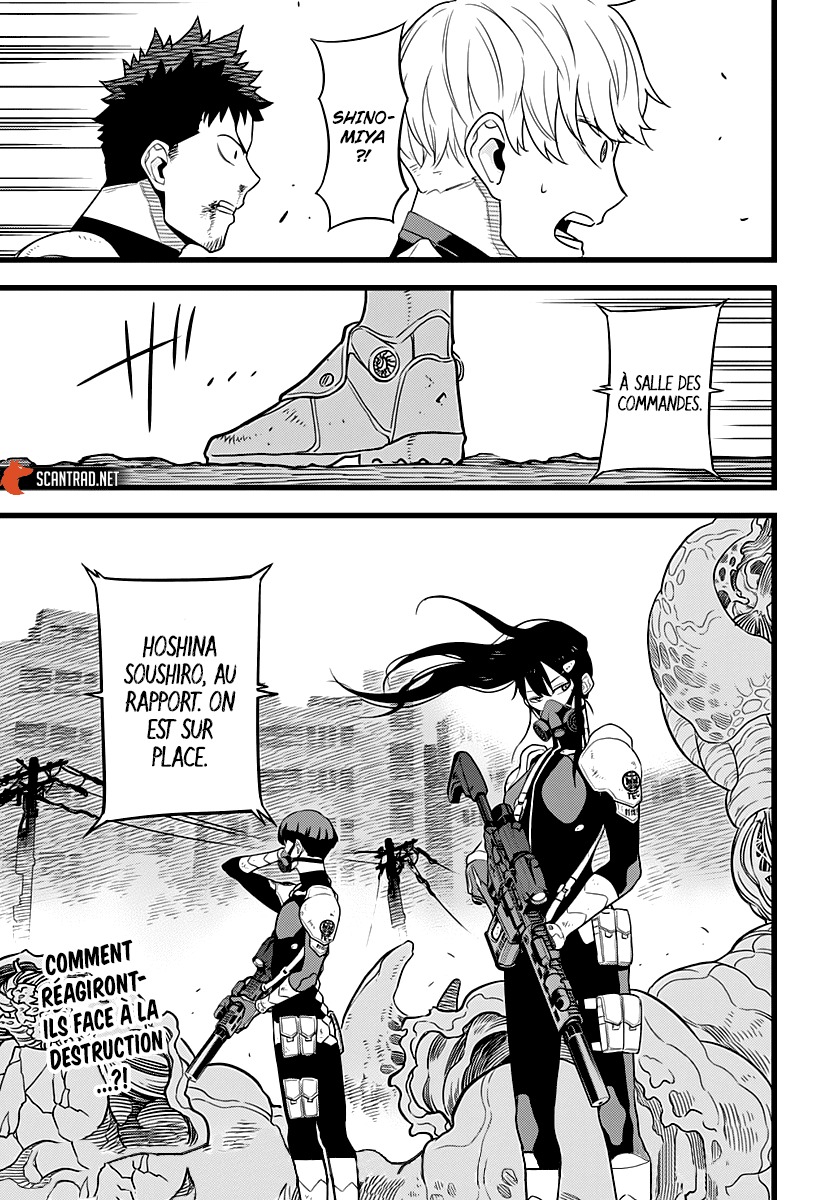 SHINO-
MIYA
?!
À SALLE DES
COMMANDES.
SCANTRAD.NET
HOSHINA
SOUSHIRO, AU
RAPPORT. ON
EST SUR
PLACE.
COMMENT
RÉAGIRONT-
ILS FACE À LA
DESTRUCTION
...?!